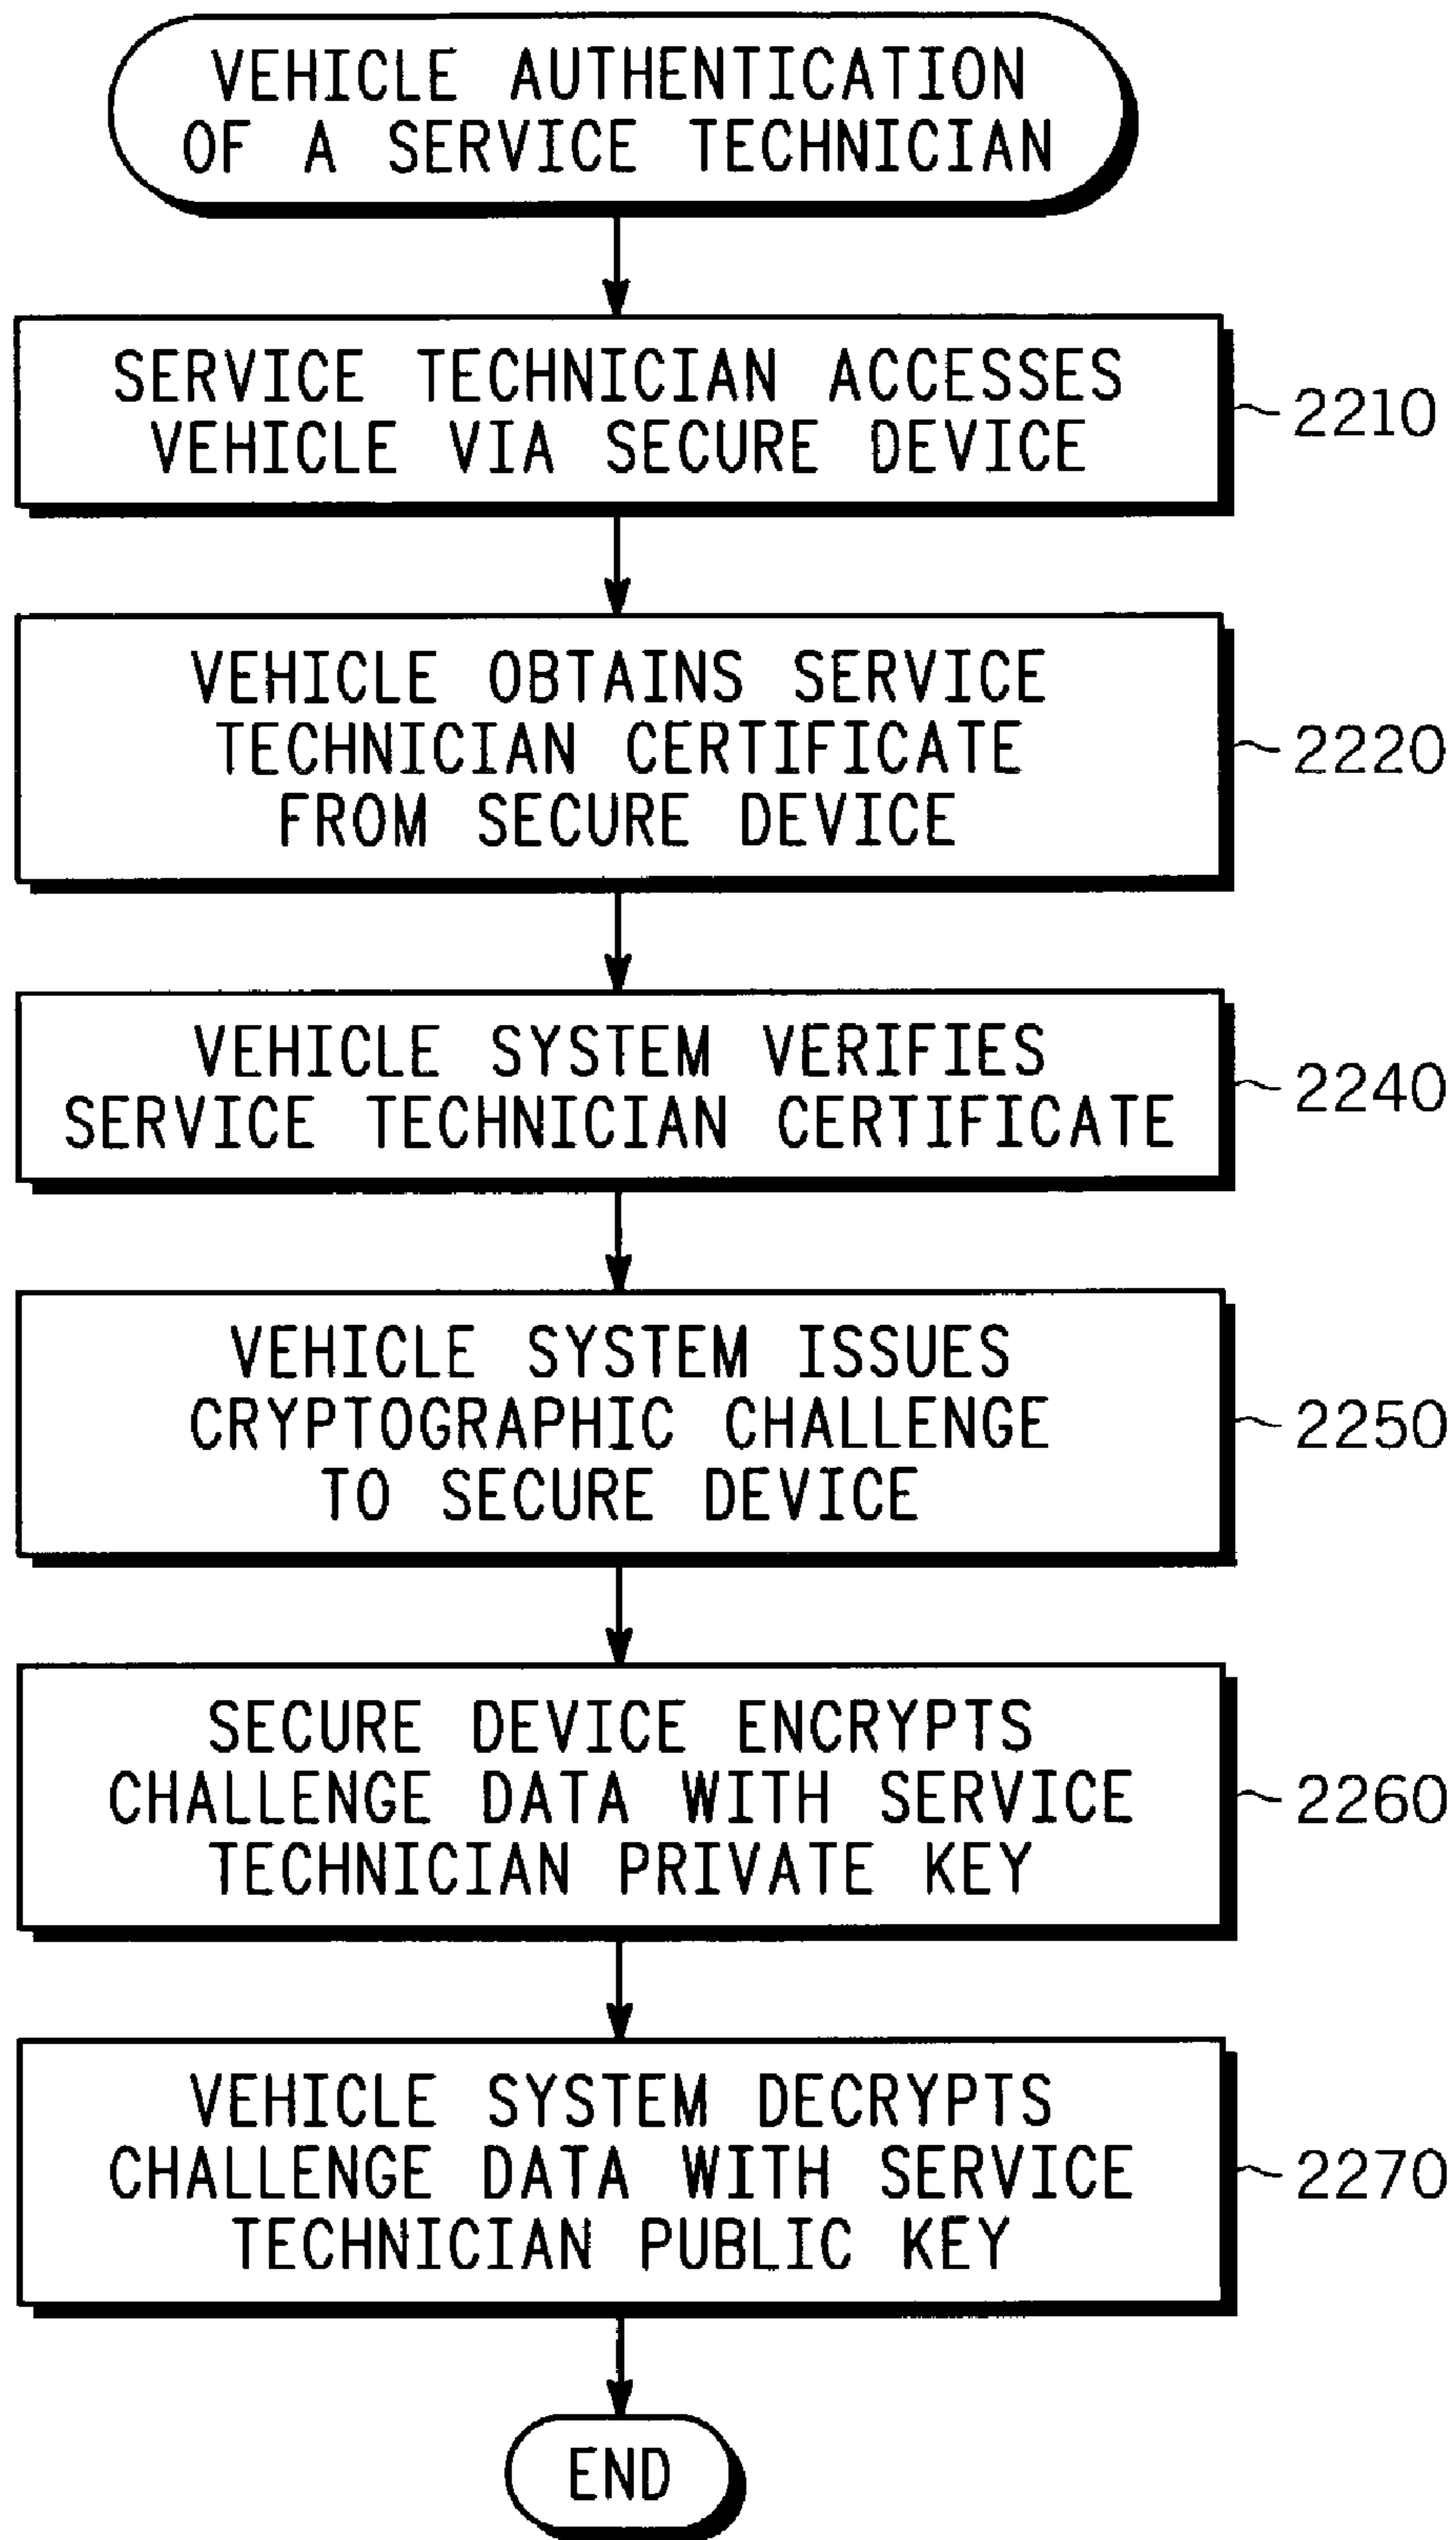 VEHICLE AUTHENTICATION
OF A SERVICE TECHNICIAN
SERVICE TECHNICIAN ACCESSES
VEHICLE VIA SECURE DEVICE
2210
VEHICLE OBTAINS SERVICE
TECHNICIAN CERTIFICATE
FROM SECURE DEVICE
2220
VEHICLE SYSTEM VERIFIES
SERVICE TECHNICIAN CERTIFICATE
2240
VEHICLE SYSTEM ISSUES
CRYPTOGRAPHIC CHALLENGE
TO SECURE DEVICE
2250
SECURE DEVICE ENCRYPTS
CHALLENGE DATA WITH SERVICE
TECHNICIAN PRIVATE KEY
2260
VEHICLE SYSTEM DECRYPTS
CHALLENGE DATA WITH SERVICE
TECHNICIAN PUBLIC KEY
2270
END